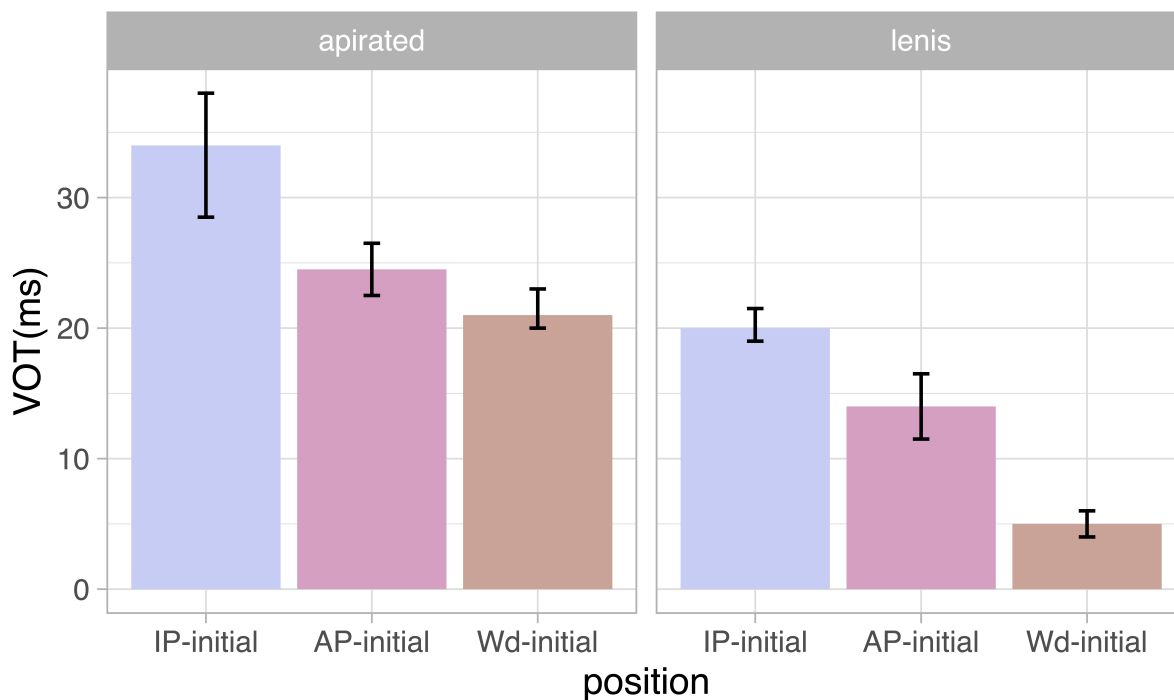 apirated
lenis
VOT(ms)
30
20
10
0
IP-initial AP-initial Wd-initial
IP-initial AP-initial Wd-initial
position